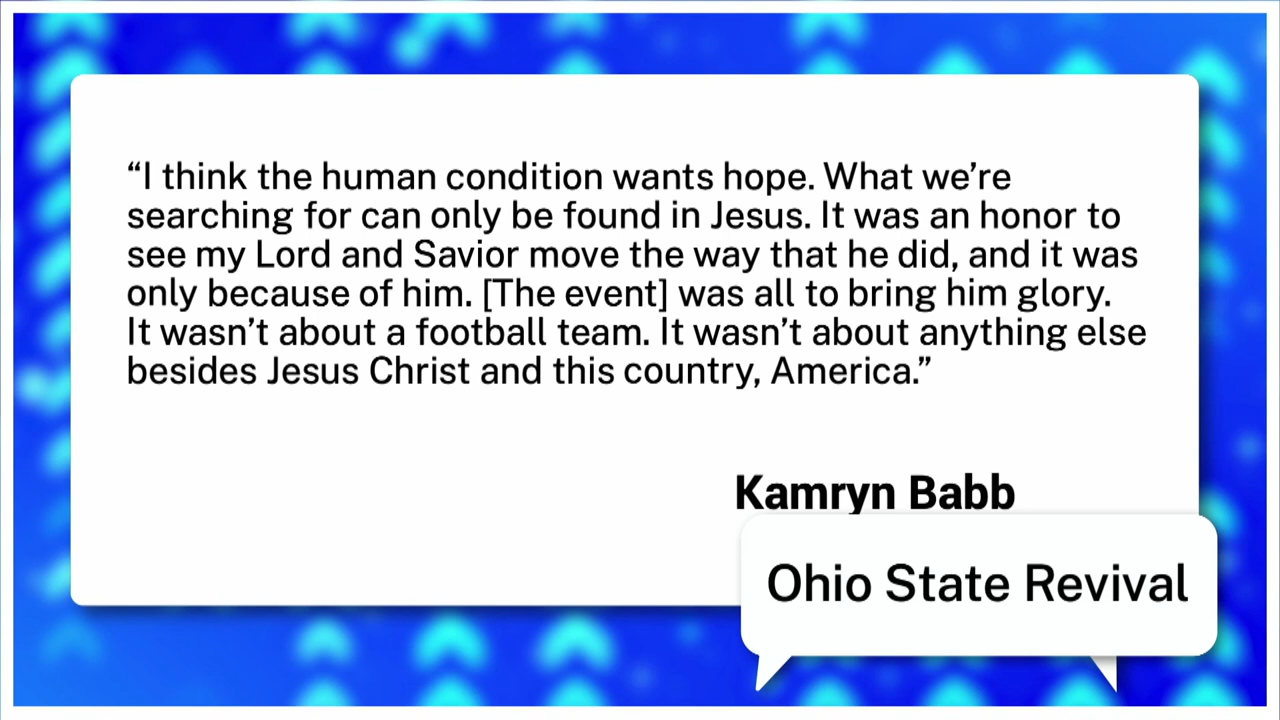 “I think the human condition wants hope. What we’re
searching for can only be found in Jesus. It was an honor to
see my Lord and Savior move the way that he did, and it was
only because of him. [The event] was all to bring him glory.
It wasn’t about a football team. It wasn’t about anything else
besides Jesus Christ and this country, America.”
Kamryn Babb
Ohio State Revival